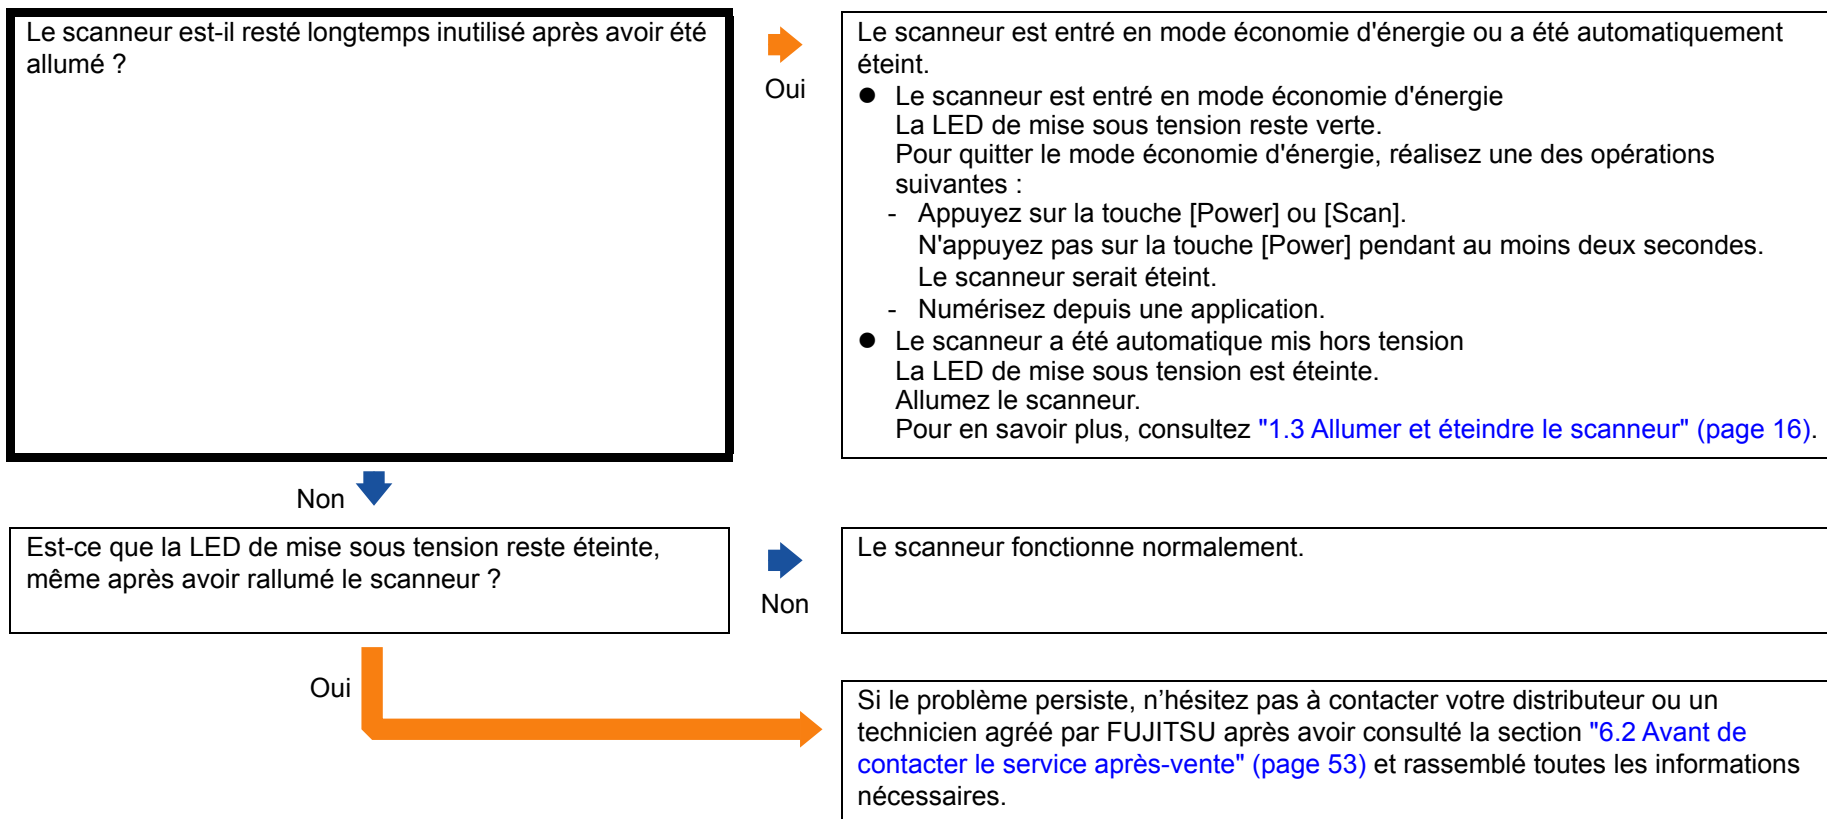 Le scanneur est-il resté longtemps inutilisé après avoir été
allumé ?
Oui
Le scanneur est entré en mode économie d'énergie ou a été automatiquement
éteint.
● Le scanneur est entré en mode économie d'énergie
La LED de mise sous tension reste verte.
Pour quitter le mode économie d'énergie, réalisez une des opérations
suivantes :
- Appuyez sur la touche [Power] ou [Scan].
N'appuyez pas sur la touche [Power] pendant au moins deux secondes.
Le scanneur serait éteint.
- Numérisez depuis une application.
● Le scanneur a été automatique mis hors tension
La LED de mise sous tension est éteinte.
Allumez le scanneur.
Pour en savoir plus, consultez "1.3 Allumer et éteindre le scanneur" (page 16).
Non
Est-ce que la LED de mise sous tension reste éteinte,
même après avoir rallumé le scanneur ?
Non
Le scanneur fonctionne normalement.
Oui
Si le problème persiste, n’hésitez pas à contacter votre distributeur ou un
technicien agréé par FUJITSU après avoir consulté la section "6.2 Avant de
contacter le service après-vente" (page 53) et rassemblé toutes les informations
nécessaires.